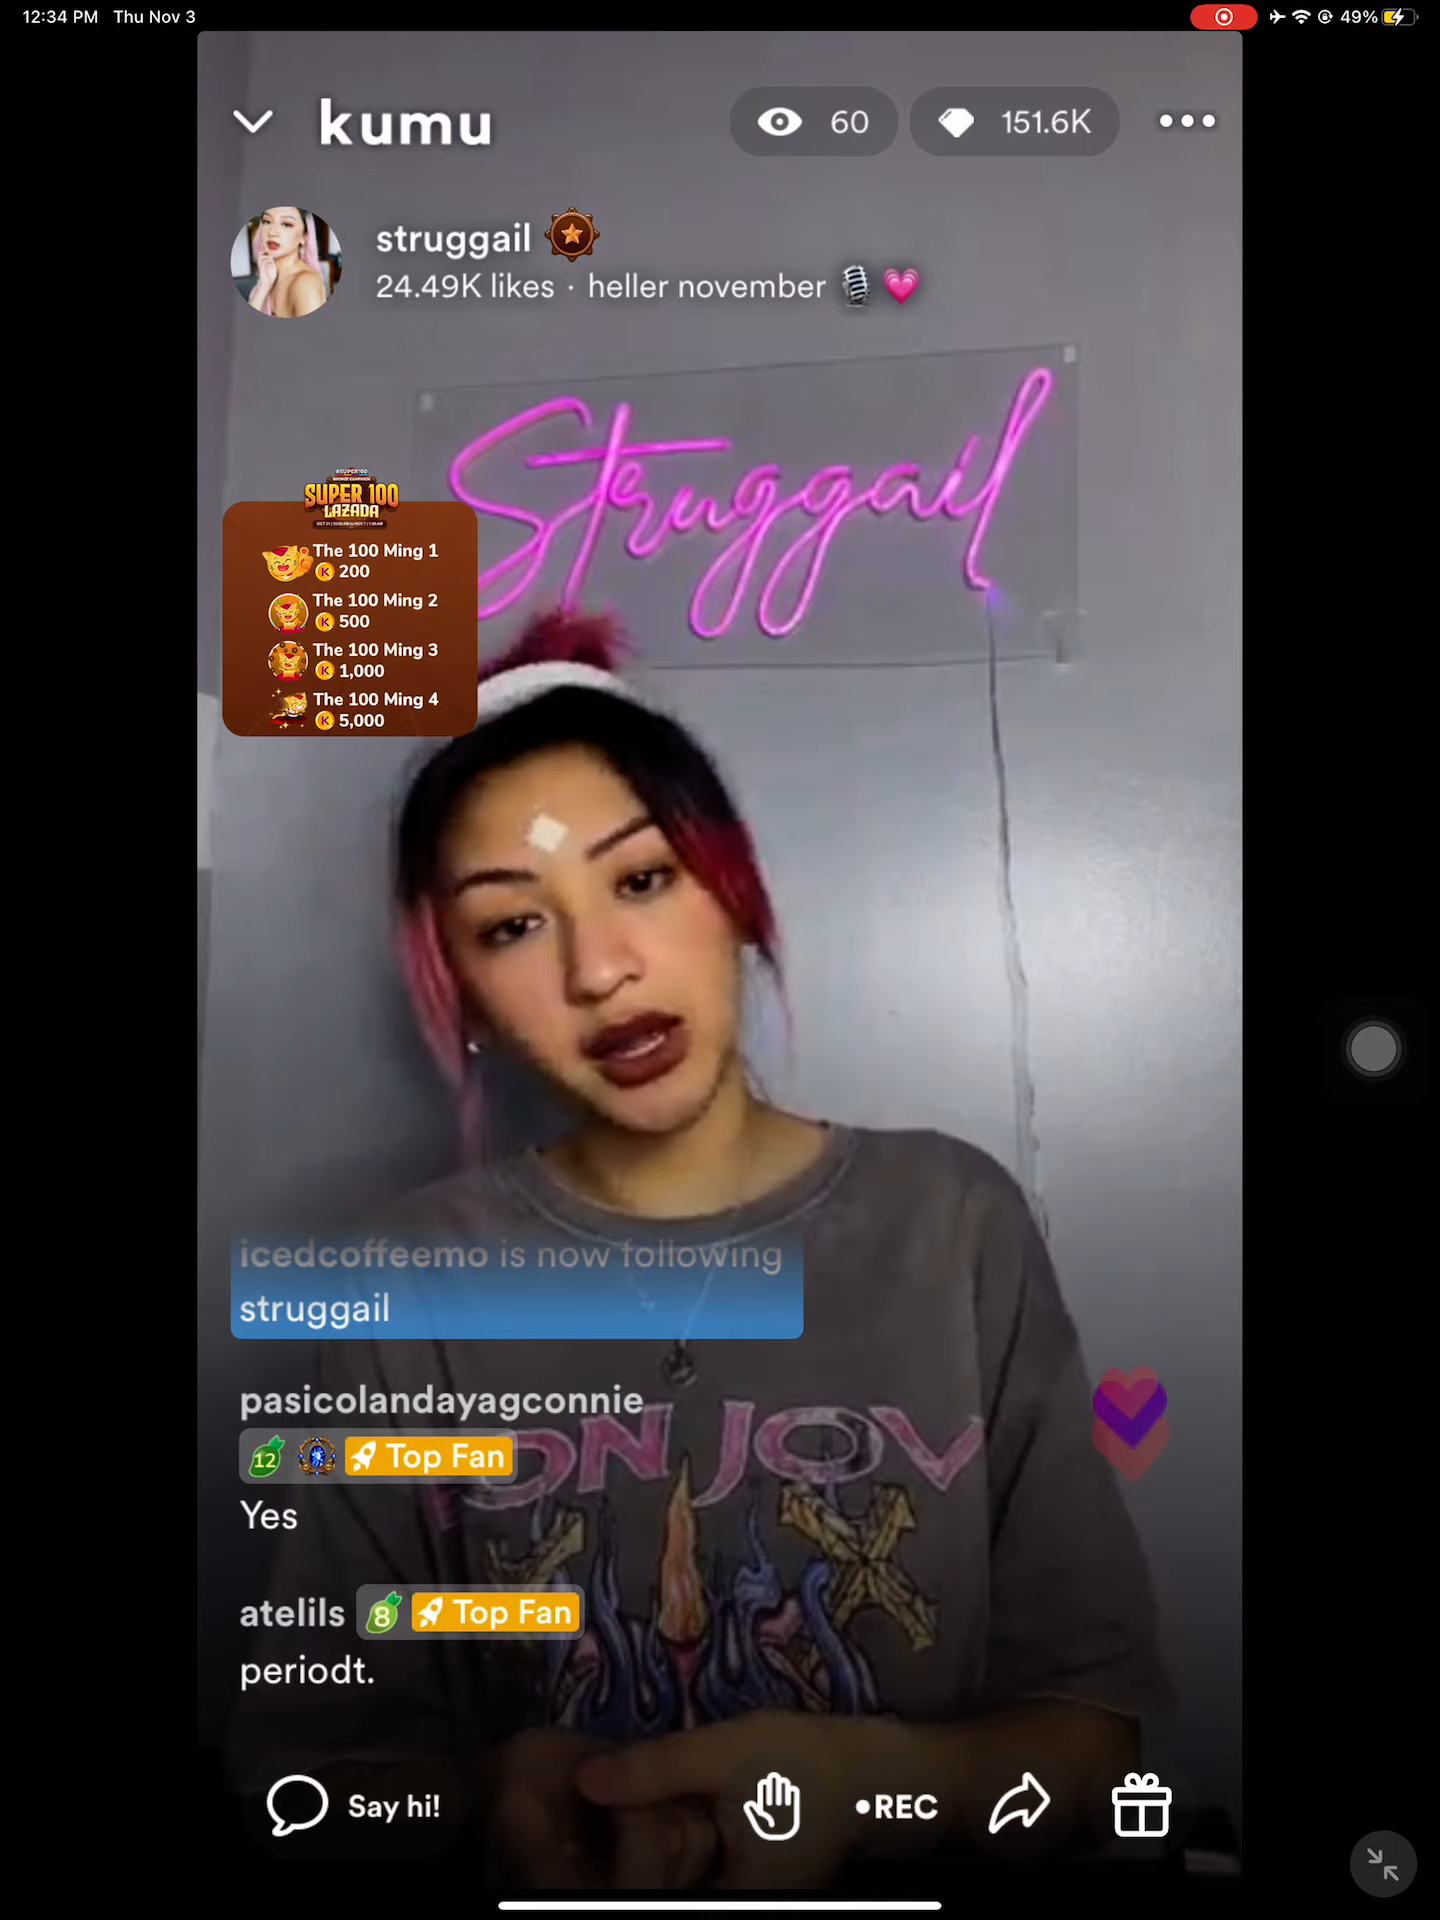 12:34 PM Thu Nov 3
49%
kumu
60
151.6K
struggail
24.49K likes · heller november 🎙️ 💗
Struggail
SUPER 100
LAZADA
The 100 Ming 1
K 200
The 100 Ming 2
K 500
The 100 Ming 3
K 1,000
The 100 Ming 4
K 5,000
icedcoffeemo is now following
struggail
pasicolandayagconnie
12 Top Fan
Yes
ON JOV
atelils 8 Top Fan
periodt.
Say hi!
•REC